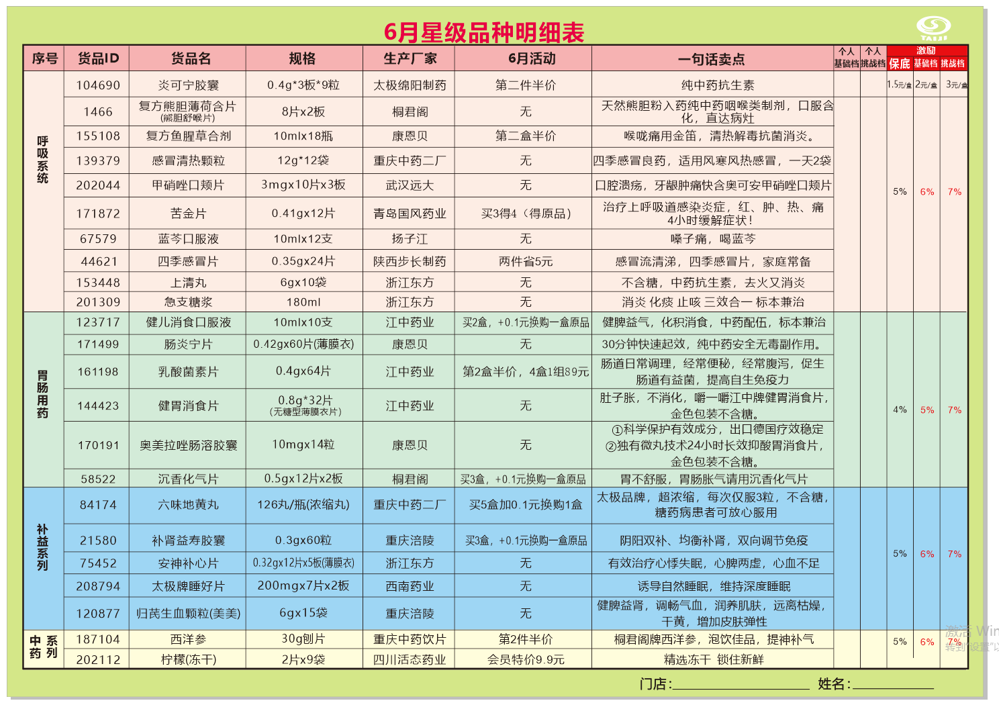 6月星级品种明细表
TAIJI
序号 货品ID 货品名 规格 生产厂家 6月活动 一句话卖点 个人基础档 个人挑战档 激励 保底 基础档 挑战档
呼吸系统
104690 炎可宁胶囊 0.4g*3板*9粒 太极绵阳制药 第二件半价 纯中药抗生素 1.5元/盒 2元/盒 3元/盒
1466 复方熊胆薄荷含片 8片x2板 桐君阁 无 天然熊胆粉入药纯中药咽喉类制剂，口服含
(熊胆舒喉片) 化，直达病灶
155108 复方鱼腥草合剂 10mlx18瓶 康恩贝 第二盒半价 喉咙痛用金笛，清热解毒抗菌消炎。
139379 感冒清热颗粒 12g*12袋 重庆中药二厂 无 四季感冒良药，适用风寒风热感冒，一天2袋
202044 甲硝唑口颊片 3mgx10片x3板 武汉远大 无 口腔溃疡，牙龈肿痛快含奥可安甲硝唑口颊片
5% 6% 7%
171872 苦金片 0.41gx12片 青岛国风药业 买3得4（得原品） 治疗上呼吸道感染炎症，红、肿、热、痛
4小时缓解症状！
67579 蓝芩口服液 10mlx12支 扬子江 无 嗓子痛，喝蓝芩
44621 四季感冒片 0.35gx24片 陕西步长制药 两件省5元 感冒流清涕，四季感冒片，家庭常备
153448 上清丸 6gx10袋 浙江东方 无 不含糖，中药抗生素，去火又消炎
201309 急支糖浆 180ml 浙江东方 无 消炎 化痰 止咳 三效合一 标本兼治
胃肠用药
123717 健儿消食口服液 10mlx10支 江中药业 买2盒，+0.1元换购一盒原品 健脾益气，化积消食，中药配伍，标本兼治
171499 肠炎宁片 0.42gx60片(薄膜衣) 康恩贝 无 30分钟快速起效，纯中药安全无毒副作用。
161198 乳酸菌素片 0.4gx64片 江中药业 第2盒半价，4盒1组89元 肠道日常调理，经常便秘，经常腹泻，促生
肠道有益菌，提高自生免疫力
144423 健胃消食片 0.8g*32片 江中药业 无 肚子胀，不消化，嚼一嚼江中牌健胃消食片，
(无糖型薄膜衣片) 金色包装不含糖。
4% 5% 7%
170191 奥美拉唑肠溶胶囊 10mgx14粒 康恩贝 无 ①科学保护有效成分，出口德国疗效稳定
②独有微丸技术24小时长效抑酸胃消食片，
金色包装不含糖。
58522 沉香化气片 0.5gx12片x2板 桐君阁 买3盒，+0.1元换购一盒原品 胃不舒服，胃肠胀气请用沉香化气片
补益系列
84174 六味地黄丸 126丸/瓶(浓缩丸) 重庆中药二厂 买5盒加0.1元换购1盒 太极品牌，超浓缩，每次仅服3粒，不含糖，
糖药病患者可放心服用
21580 补肾益寿胶囊 0.3gx60粒 重庆涪陵 买3盒，+0.1元换购一盒原品 阴阳双补、均衡补肾，双向调节免疫
5% 6% 7%
75452 安神补心片 0.32gx12片x5板(薄膜衣) 浙江东方 无 有效治疗心悸失眠，心脾两虚，心血不足
208794 太极牌睡好片 200mgx7片x2板 西南药业 无 诱导自然睡眠，维持深度睡眠
120877 归芪生血颗粒(美美) 6gx15袋 重庆涪陵 无 健脾益肾，调畅气血，润养肌肤，远离枯燥，
干黄，增加皮肤弹性
中药系列
187104 西洋参 30g刨片 重庆中药饮片 第2件半价 桐君阁牌西洋参，泡饮佳品，提神补气
5% 6% 7%
202112 柠檬(冻干) 2片x9袋 四川活态药业 会员特价9.9元 精选冻干 锁住新鲜
激活 Win
转到"设置"以
门店：
姓名：